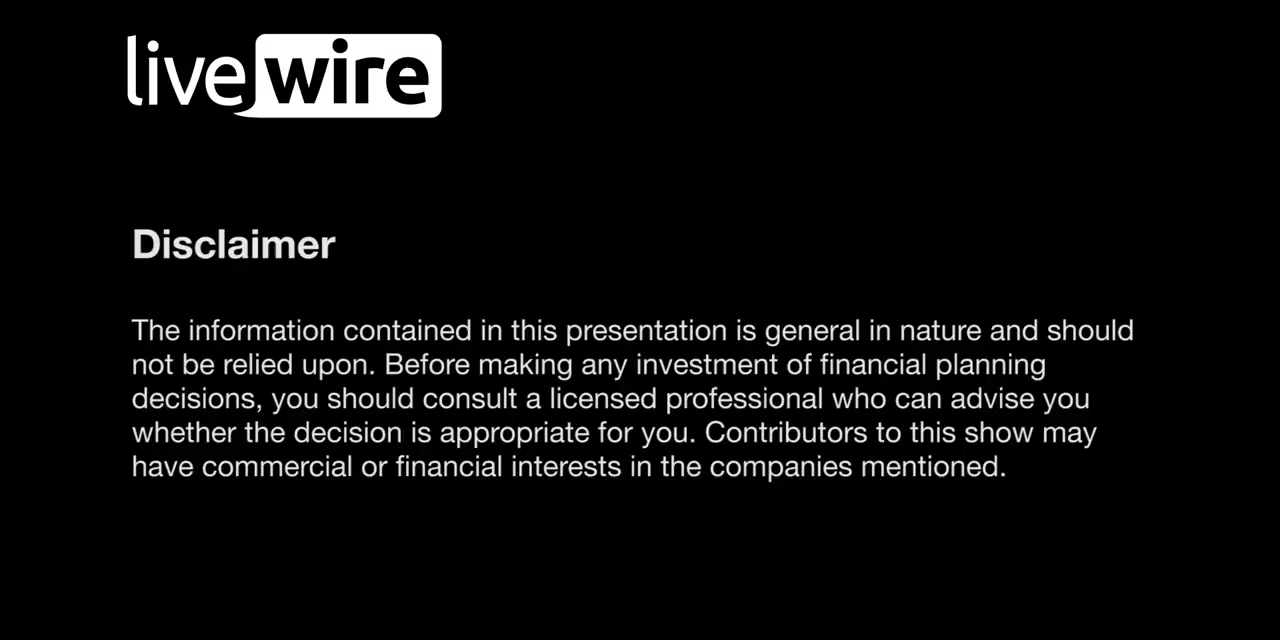 livewire
Disclaimer
The information contained in this presentation is general in nature and should
not be relied upon. Before making any investment of financial planning
decisions, you should consult a licensed professional who can advise you
whether the decision is appropriate for you. Contributors to this show may
have commercial or financial interests in the companies mentioned.